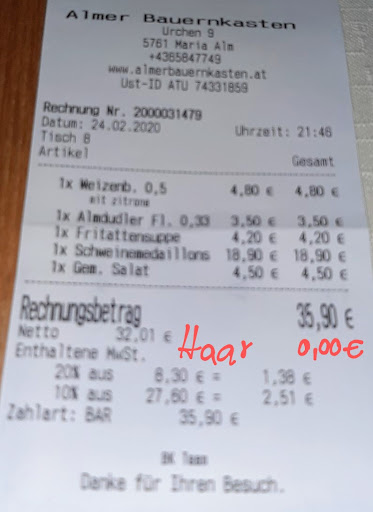 Almer Bauernkasten
Urchen 9
5761 Maria Alm
+4365847749
www.almerbauernkasten.at
Ust-ID ATU 74331859
Rechnung Nr. 2000031479
Datum: 24.02.2020 Uhrzeit: 21:46
Tisch 8
Artikel Gesamt
1x Weizenb. 0,5 4,80 € 4,80 €
mit zitrone
1x Almdudler Fl. 0,33 3,50 € 3,50 €
1x Fritattensuppe 4,20 € 4,20 €
1x Schweinemedaillons 18,90 € 18,90 €
1x Gem. Salat 4,50 € 4,50 €
Rechnungsbetrag 35,90 €
Netto 32,01 € Haar 0,00 €
Enthaltene MwSt.
20% aus 8,30 € = 1,38 €
10% aus 27,60 € = 2,51 €
Zahlart: BAR 35,90 €
BK Team
Danke für Ihren Besuch.